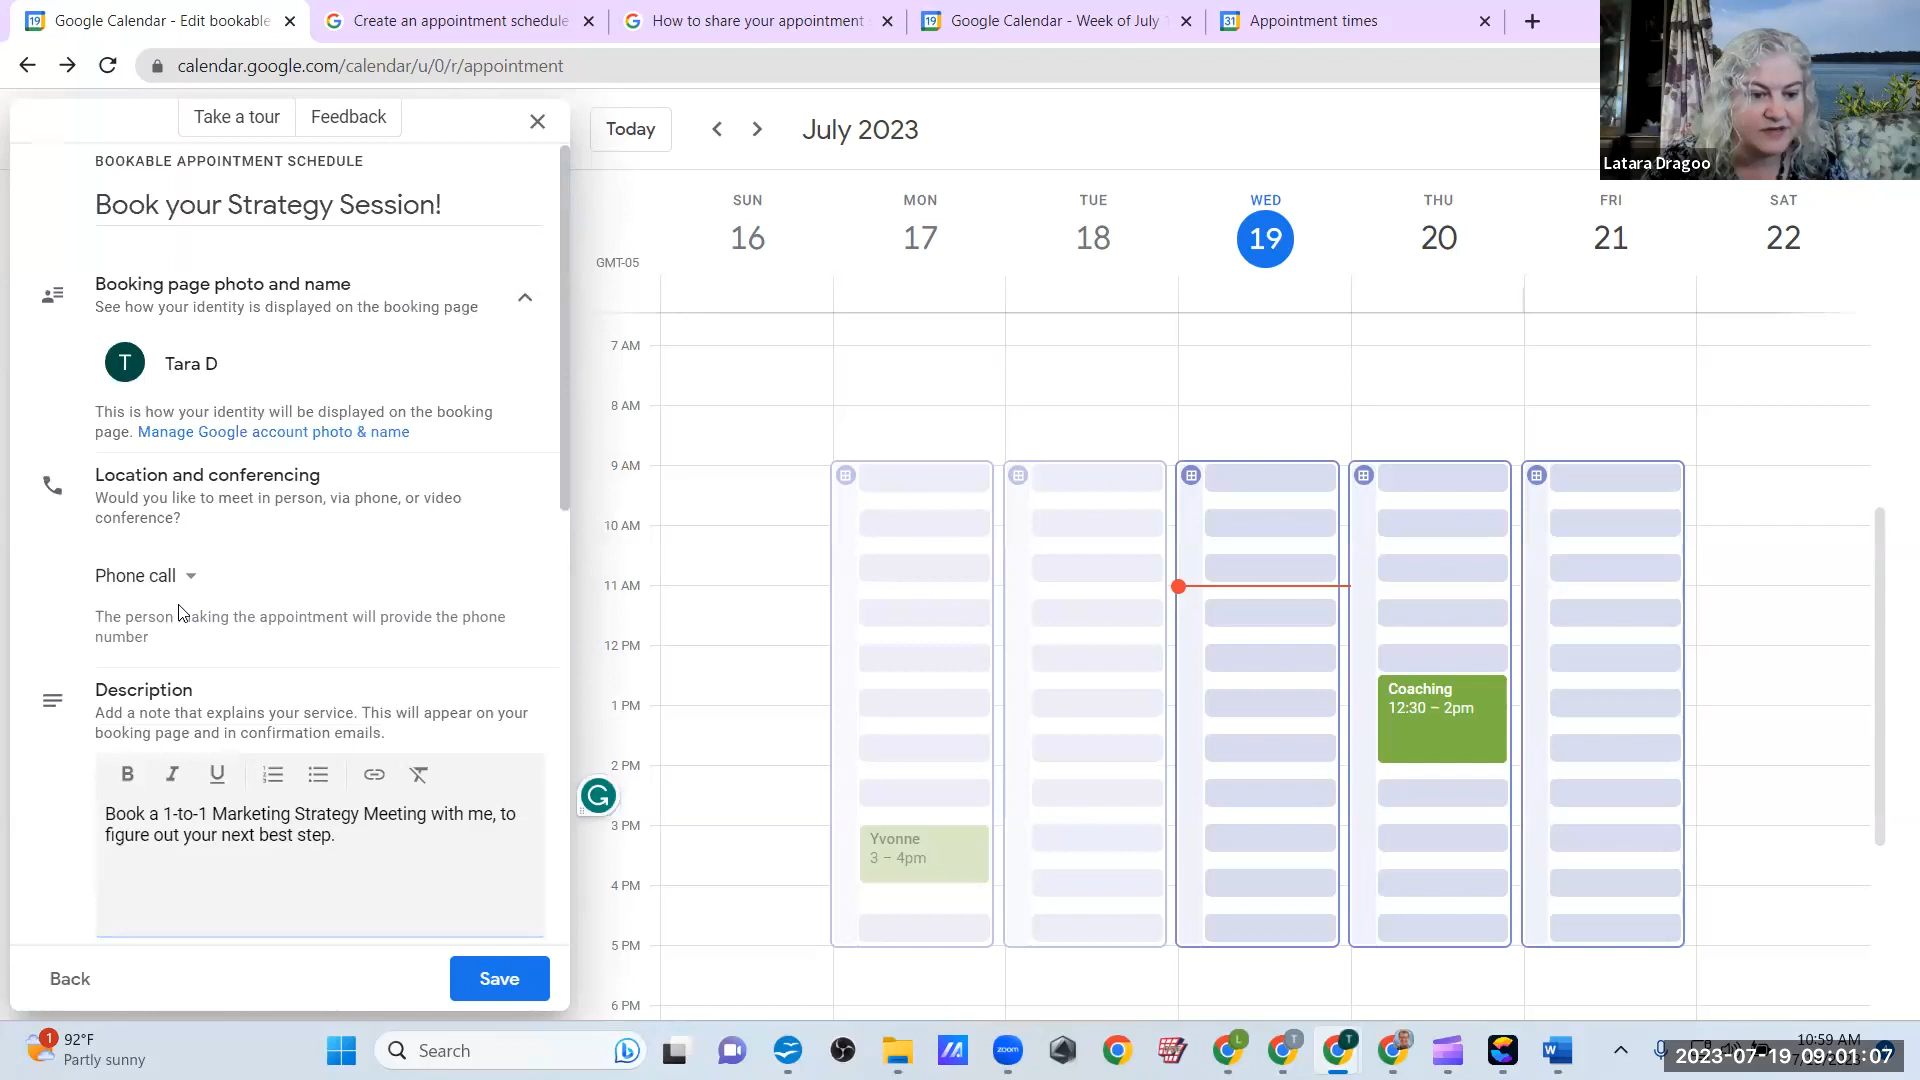 Google Calendar - Edit bookable
Create an appointment schedule
How to share your appointment
Google Calendar - Week of July
Appointment times
calendar.google.com/calendar/u/0/r/appointment
Latara Dragoo
Take a tour
Feedback
BOOKABLE APPOINTMENT SCHEDULE
Book your Strategy Session!
Booking page photo and name
See how your identity is displayed on the booking page
T
Tara D
This is how your identity will be displayed on the booking
page. Manage Google account photo & name
Location and conferencing
Would you like to meet in person, via phone, or video
conference?
Phone call
The person making the appointment will provide the phone
number
Description
Add a note that explains your service. This will appear on your
booking page and in confirmation emails.
B I U
Book a 1-to-1 Marketing Strategy Meeting with me, to
figure out your next best step.
Back
Save
Today
July 2023
SUN MON TUE WED THU FRI SAT
16 17 18 19 20 21 22
GMT-05
7 AM
8 AM
9 AM
10 AM
11 AM
12 PM
1 PM
2 PM
3 PM
4 PM
5 PM
6 PM
Yvonne
3 – 4pm
Coaching
12:30 – 2pm
1
92°F
Partly sunny
Search
zoom
L
T
T
W
10:59 AM
2023-07-19 09:01:07